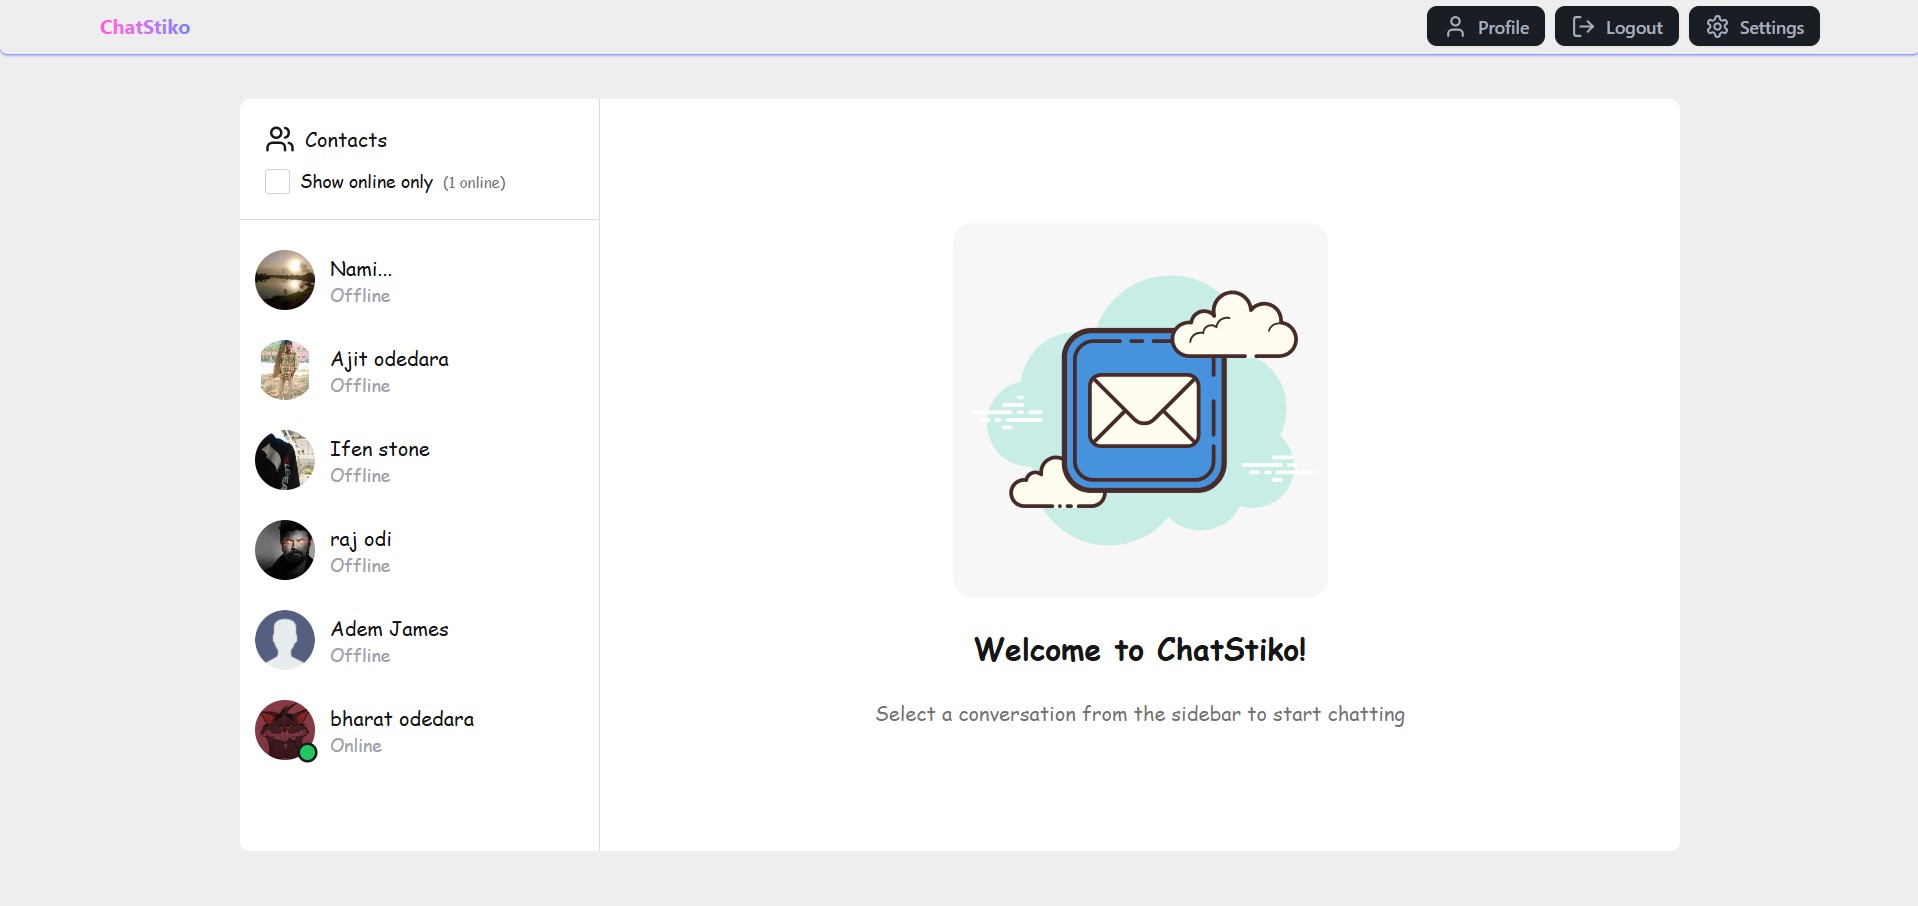 ChatStiko
Profile
Logout
Settings
Contacts
Show online only (1 online)
Nami...
Offline
Ajit odedara
Offline
Ifen stone
Offline
raj odi
Offline
Adem James
Offline
bharat odedara
Online
Welcome to ChatStiko!
Select a conversation from the sidebar to start chatting